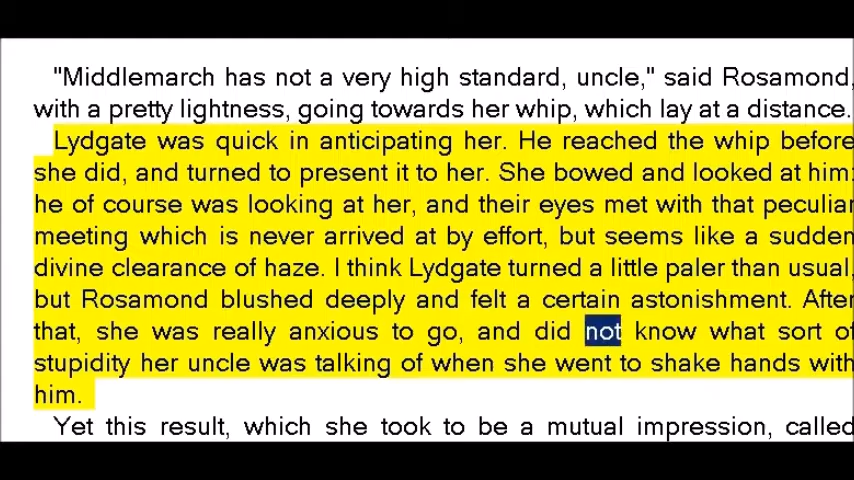 "Middlemarch has not a very high standard, uncle," said Rosamond,
with a pretty lightness, going towards her whip, which lay at a distance.
Lydgate was quick in anticipating her. He reached the whip before
she did, and turned to present it to her. She bowed and looked at him:
he of course was looking at her, and their eyes met with that peculiar
meeting which is never arrived at by effort, but seems like a sudden
divine clearance of haze. I think Lydgate turned a little paler than usual,
but Rosamond blushed deeply and felt a certain astonishment. After
that, she was really anxious to go, and did not know what sort of
stupidity her uncle was talking of when she went to shake hands with
him.
Yet this result, which she took to be a mutual impression, called